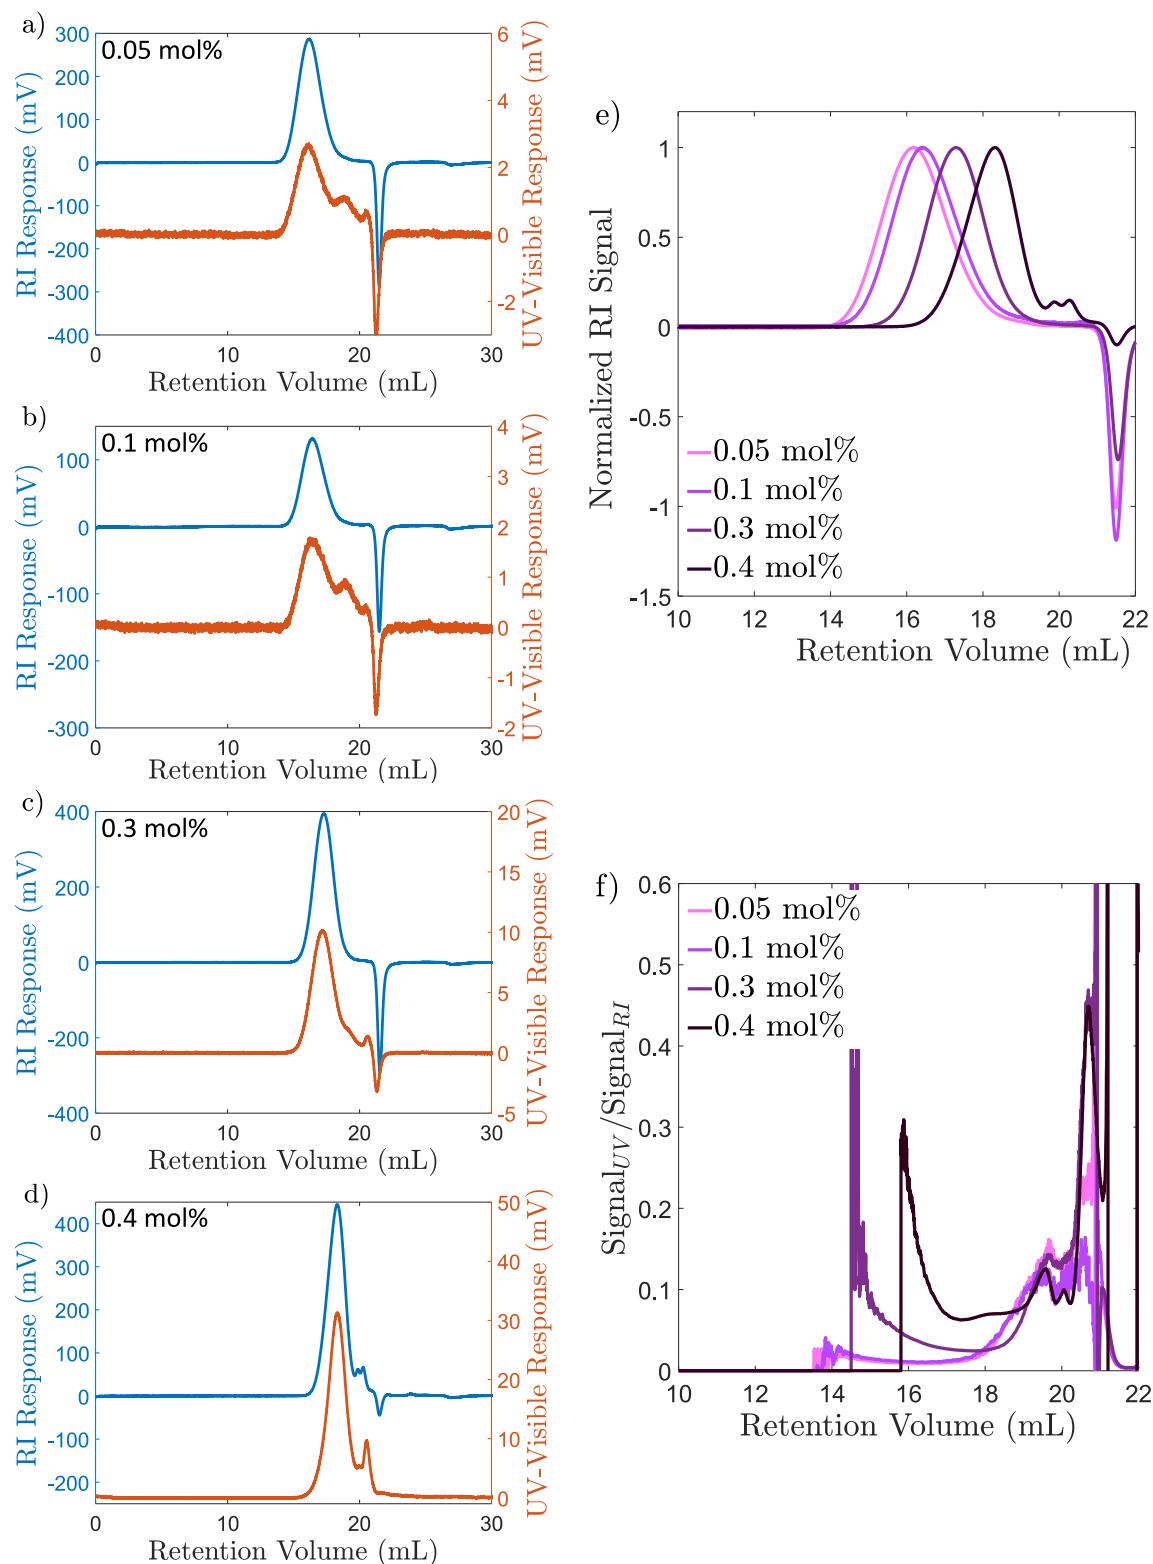 a)
0.05 mol%
300
200
100
0
-100
-200
-300
-400
RI Response (mV)
6
4
2
0
-2
UV-Visible Response (mV)
0
10
20
30
Retention Volume (mL)
b)
0.1 mol%
100
0
-100
-200
-300
RI Response (mV)
4
3
2
1
0
-1
-2
UV-Visible Response (mV)
0
10
20
30
Retention Volume (mL)
c)
0.3 mol%
400
200
0
-200
-400
RI Response (mV)
20
15
10
5
0
-5
UV-Visible Response (mV)
0
10
20
30
Retention Volume (mL)
d)
0.4 mol%
400
300
200
100
0
-100
-200
RI Response (mV)
50
40
30
20
10
0
UV-Visible Response (mV)
0
10
20
30
Retention Volume (mL)
e)
1
0.5
0
-0.5
-1
-1.5
Normalized RI Signal
0.05 mol%
0.1 mol%
0.3 mol%
0.4 mol%
10
12
14
16
18
20
22
Retention Volume (mL)
f)
0.6
0.5
0.4
0.3
0.2
0.1
0
Signal_UV/Signal_RI
0.05 mol%
0.1 mol%
0.3 mol%
0.4 mol%
10
12
14
16
18
20
22
Retention Volume (mL)